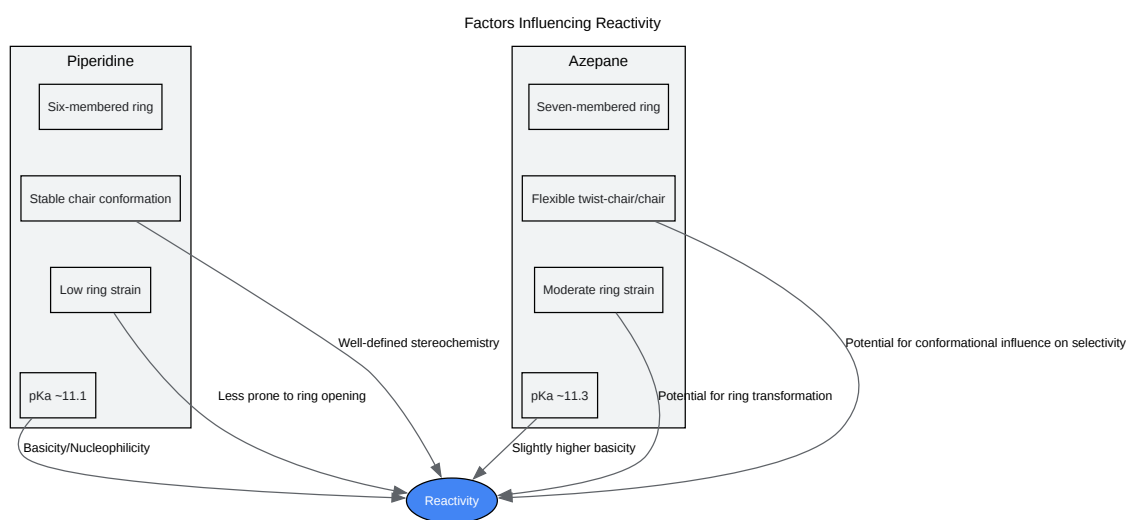 Factors Influencing Reactivity
Piperidine
Six-membered ring
Stable chair conformation
Low ring strain
pKa ~11.1
Azepane
Seven-membered ring
Flexible twist-chair/chair
Moderate ring strain
pKa ~11.3
Well-defined stereochemistry
Potential for conformational influence on selectivity
Less prone to ring opening
Potential for ring transformation
Basicity/Nucleophilicity
Slightly higher basicity
Reactivity